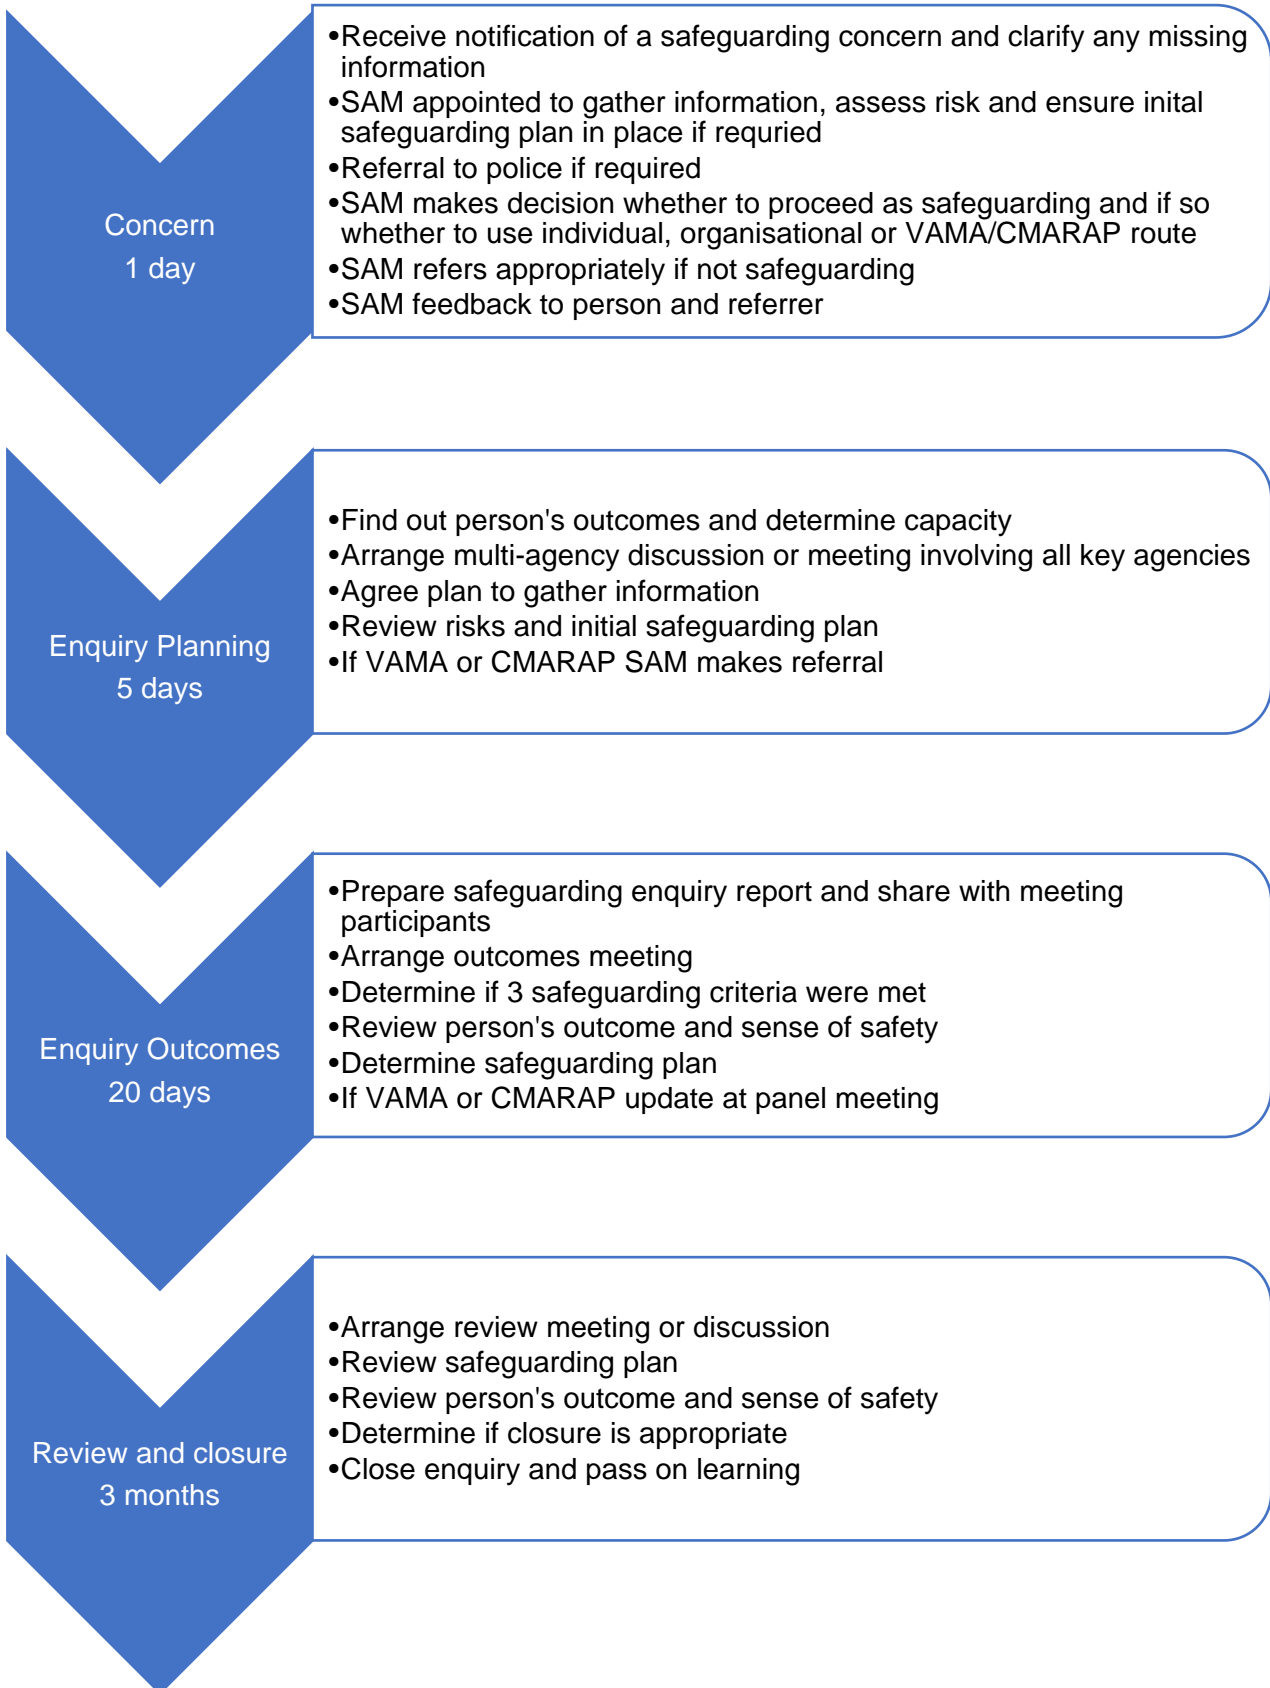 Concern
1 day
•Receive notification of a safeguarding concern and clarify any missing
information
•SAM appointed to gather information, assess risk and ensure inital
safeguarding plan in place if requried
•Referral to police if required
•SAM makes decision whether to proceed as safeguarding and if so
whether to use individual, organisational or VAMA/CMARAP route
•SAM refers appropriately if not safeguarding
•SAM feedback to person and referrer
Enquiry Planning
5 days
•Find out person's outcomes and determine capacity
•Arrange multi-agency discussion or meeting involving all key agencies
•Agree plan to gather information
•Review risks and initial safeguarding plan
•If VAMA or CMARAP SAM makes referral
Enquiry Outcomes
20 days
•Prepare safeguarding enquiry report and share with meeting
participants
•Arrange outcomes meeting
•Determine if 3 safeguarding criteria were met
•Review person's outcome and sense of safety
•Determine safeguarding plan
•If VAMA or CMARAP update at panel meeting
Review and closure
3 months
•Arrange review meeting or discussion
•Review safeguarding plan
•Review person's outcome and sense of safety
•Determine if closure is appropriate
•Close enquiry and pass on learning